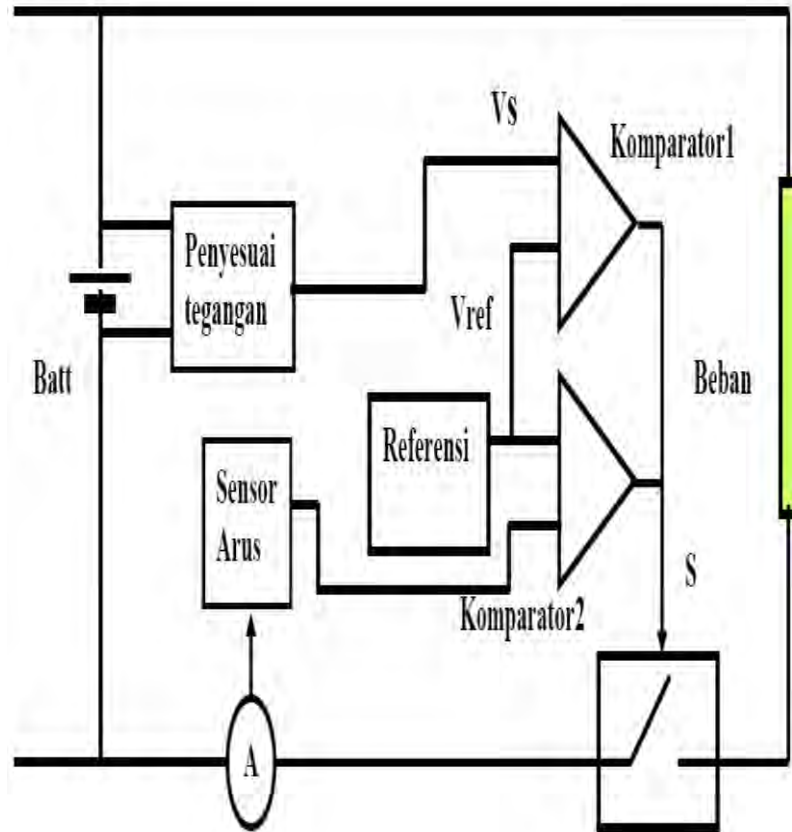 Vs
Komparator1
Penyesuai
tegangan
Vref
Batt
Beban
Referensi
Sensor
Arus
S
Komparator2
A